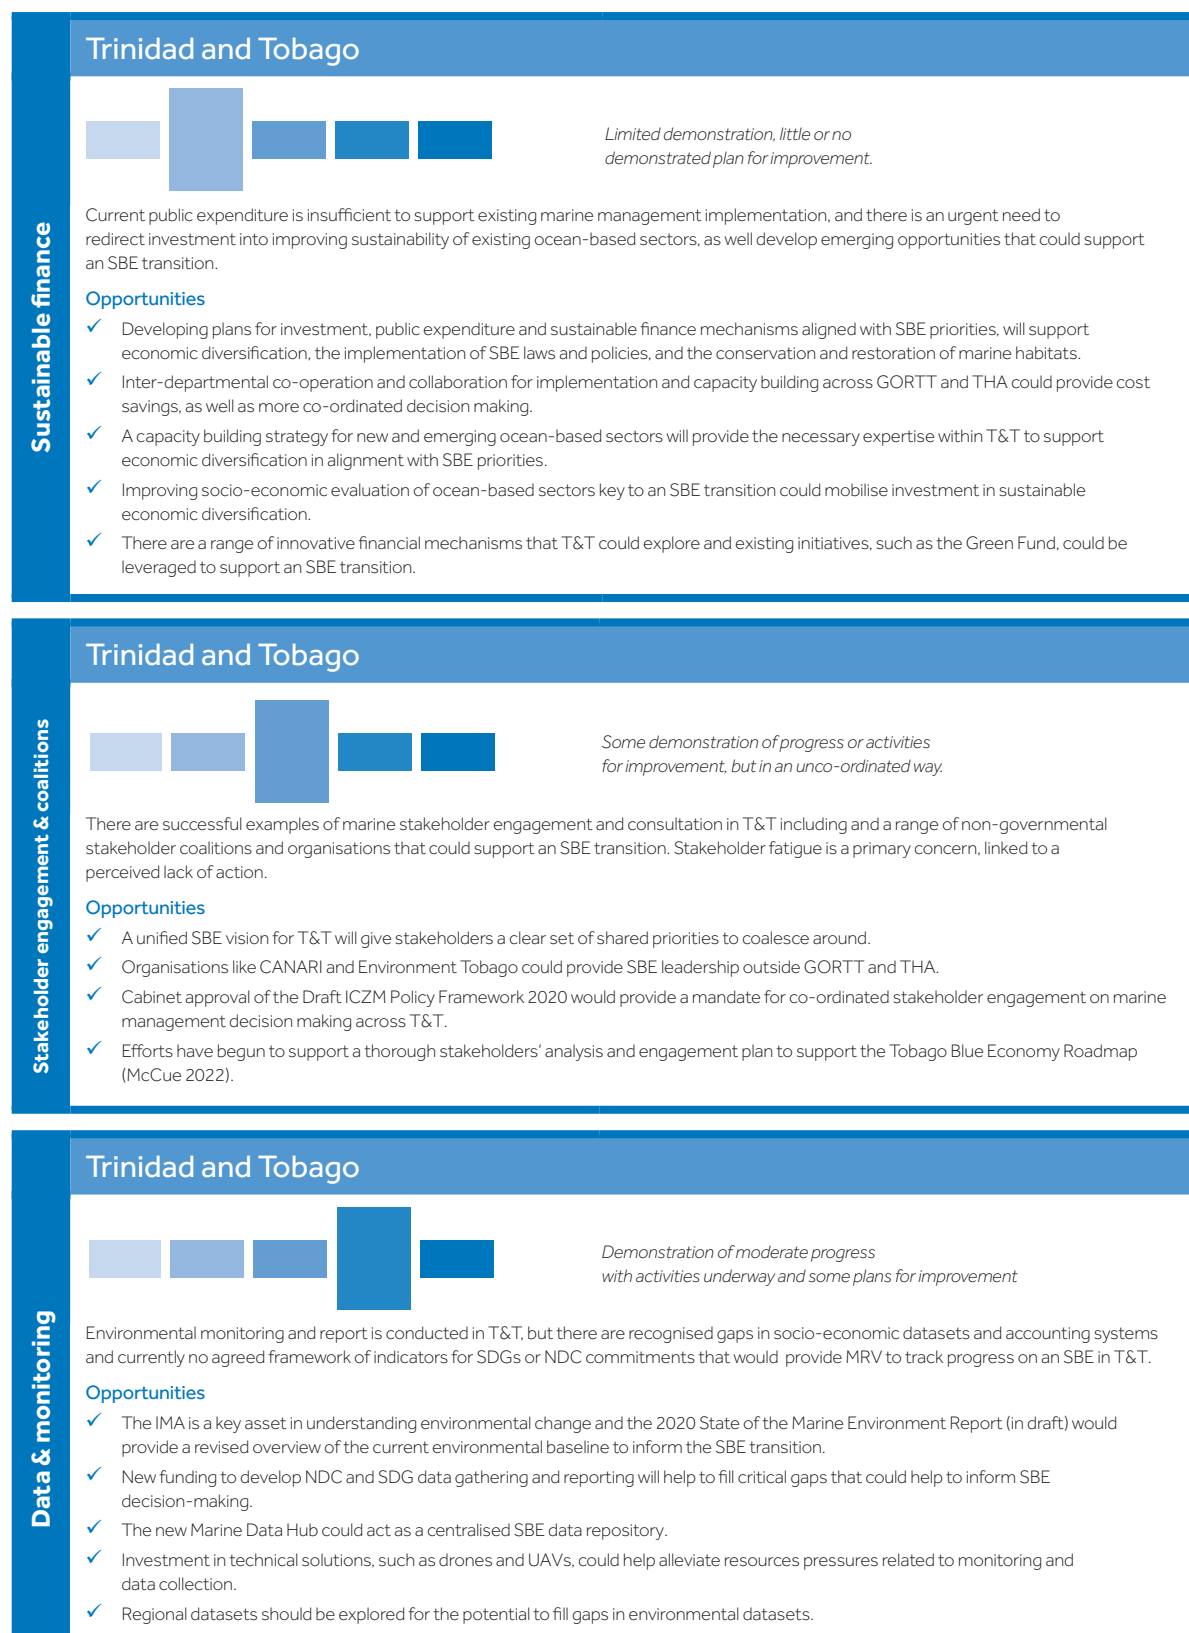 Sustainable finance
Trinidad and Tobago
Limited demonstration, little or no
demonstrated plan for improvement.
Current public expenditure is insufficient to support existing marine management implementation, and there is an urgent need to
redirect investment into improving sustainability of existing ocean-based sectors, as well develop emerging opportunities that could support
an SBE transition.
Opportunities
✓ Developing plans for investment, public expenditure and sustainable finance mechanisms aligned with SBE priorities, will support
economic diversification, the implementation of SBE laws and policies, and the conservation and restoration of marine habitats.
✓ Inter-departmental co-operation and collaboration for implementation and capacity building across GORTT and THA could provide cost
savings, as well as more co-ordinated decision making.
✓ A capacity building strategy for new and emerging ocean-based sectors will provide the necessary expertise within T&T to support
economic diversification in alignment with SBE priorities.
✓ Improving socio-economic evaluation of ocean-based sectors key to an SBE transition could mobilise investment in sustainable
economic diversification.
✓ There are a range of innovative financial mechanisms that T&T could explore and existing initiatives, such as the Green Fund, could be
leveraged to support an SBE transition.
Stakeholder engagement & coalitions
Trinidad and Tobago
Some demonstration of progress or activities
for improvement, but in an unco-ordinated way.
There are successful examples of marine stakeholder engagement and consultation in T&T including and a range of non-governmental
stakeholder coalitions and organisations that could support an SBE transition. Stakeholder fatigue is a primary concern, linked to a
perceived lack of action.
Opportunities
✓ A unified SBE vision for T&T will give stakeholders a clear set of shared priorities to coalesce around.
✓ Organisations like CANARI and Environment Tobago could provide SBE leadership outside GORTT and THA.
✓ Cabinet approval of the Draft ICZM Policy Framework 2020 would provide a mandate for co-ordinated stakeholder engagement on marine
management decision making across T&T.
✓ Efforts have begun to support a thorough stakeholders' analysis and engagement plan to support the Tobago Blue Economy Roadmap
(McCue 2022).
Data & monitoring
Trinidad and Tobago
Demonstration of moderate progress
with activities underway and some plans for improvement
Environmental monitoring and report is conducted in T&T, but there are recognised gaps in socio-economic datasets and accounting systems
and currently no agreed framework of indicators for SDGs or NDC commitments that would provide MRV to track progress on an SBE in T&T.
Opportunities
✓ The IMA is a key asset in understanding environmental change and the 2020 State of the Marine Environment Report (in draft) would
provide a revised overview of the current environmental baseline to inform the SBE transition.
✓ New funding to develop NDC and SDG data gathering and reporting will help to fill critical gaps that could help to inform SBE
decision-making.
✓ The new Marine Data Hub could act as a centralised SBE data repository.
✓ Investment in technical solutions, such as drones and UAVs, could help alleviate resources pressures related to monitoring and
data collection.
✓ Regional datasets should be explored for the potential to fill gaps in environmental datasets.